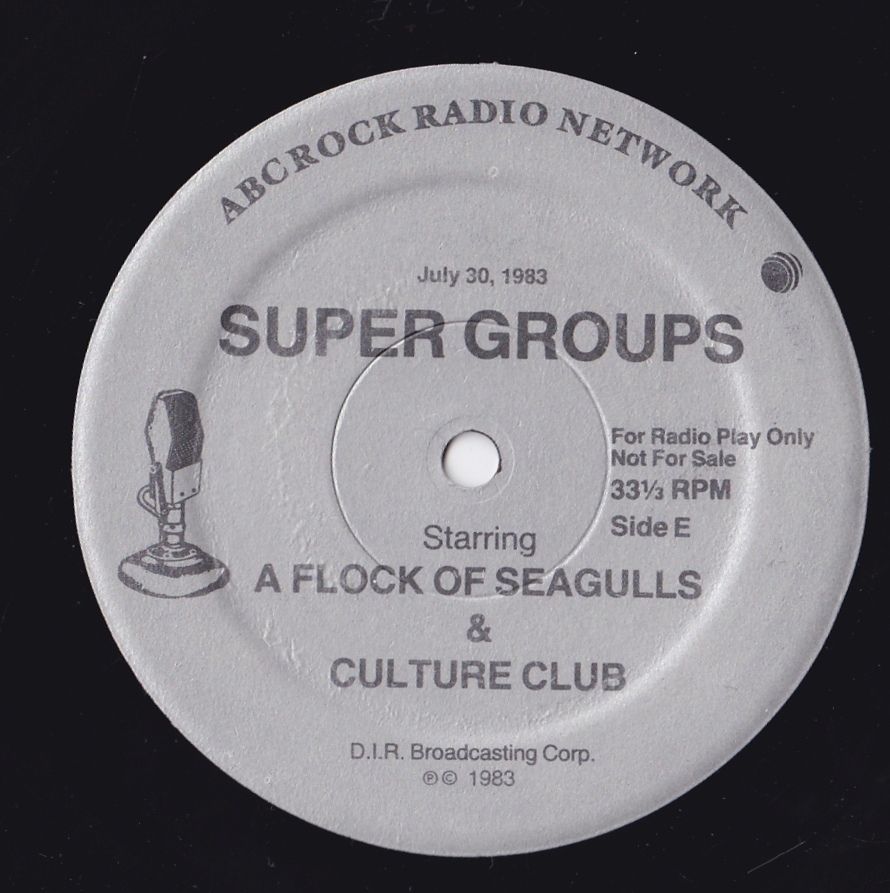 ABC ROCK RADIO NETWORK
July 30, 1983
SUPER GROUPS
For Radio Play Only
Not For Sale
33⅓ RPM
Side E
Starring
A FLOCK OF SEAGULLS
&
CULTURE CLUB
D.I.R. Broadcasting Corp.
℗© 1983